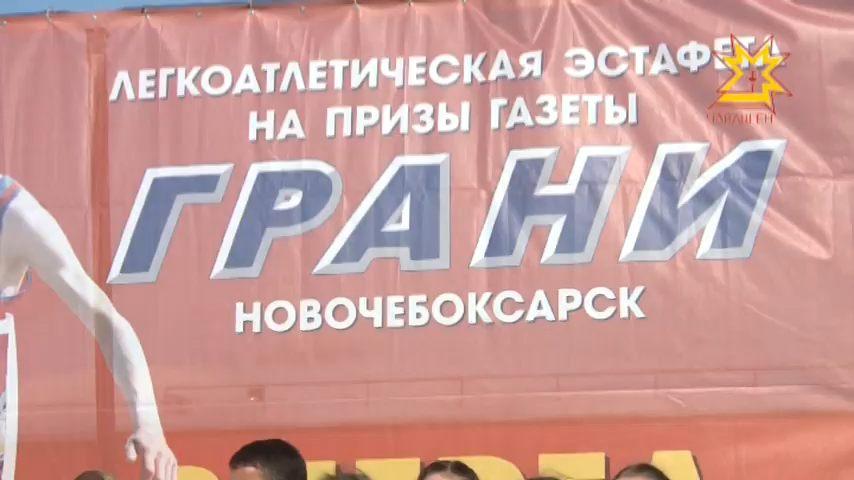 ЛЕГКОАТЛЕТИЧЕСКАЯ ЭСТАФЕТА
НА ПРИЗЫ ГАЗЕТЫ
ГРАНИ
НОВОЧЕБОКСАРСК